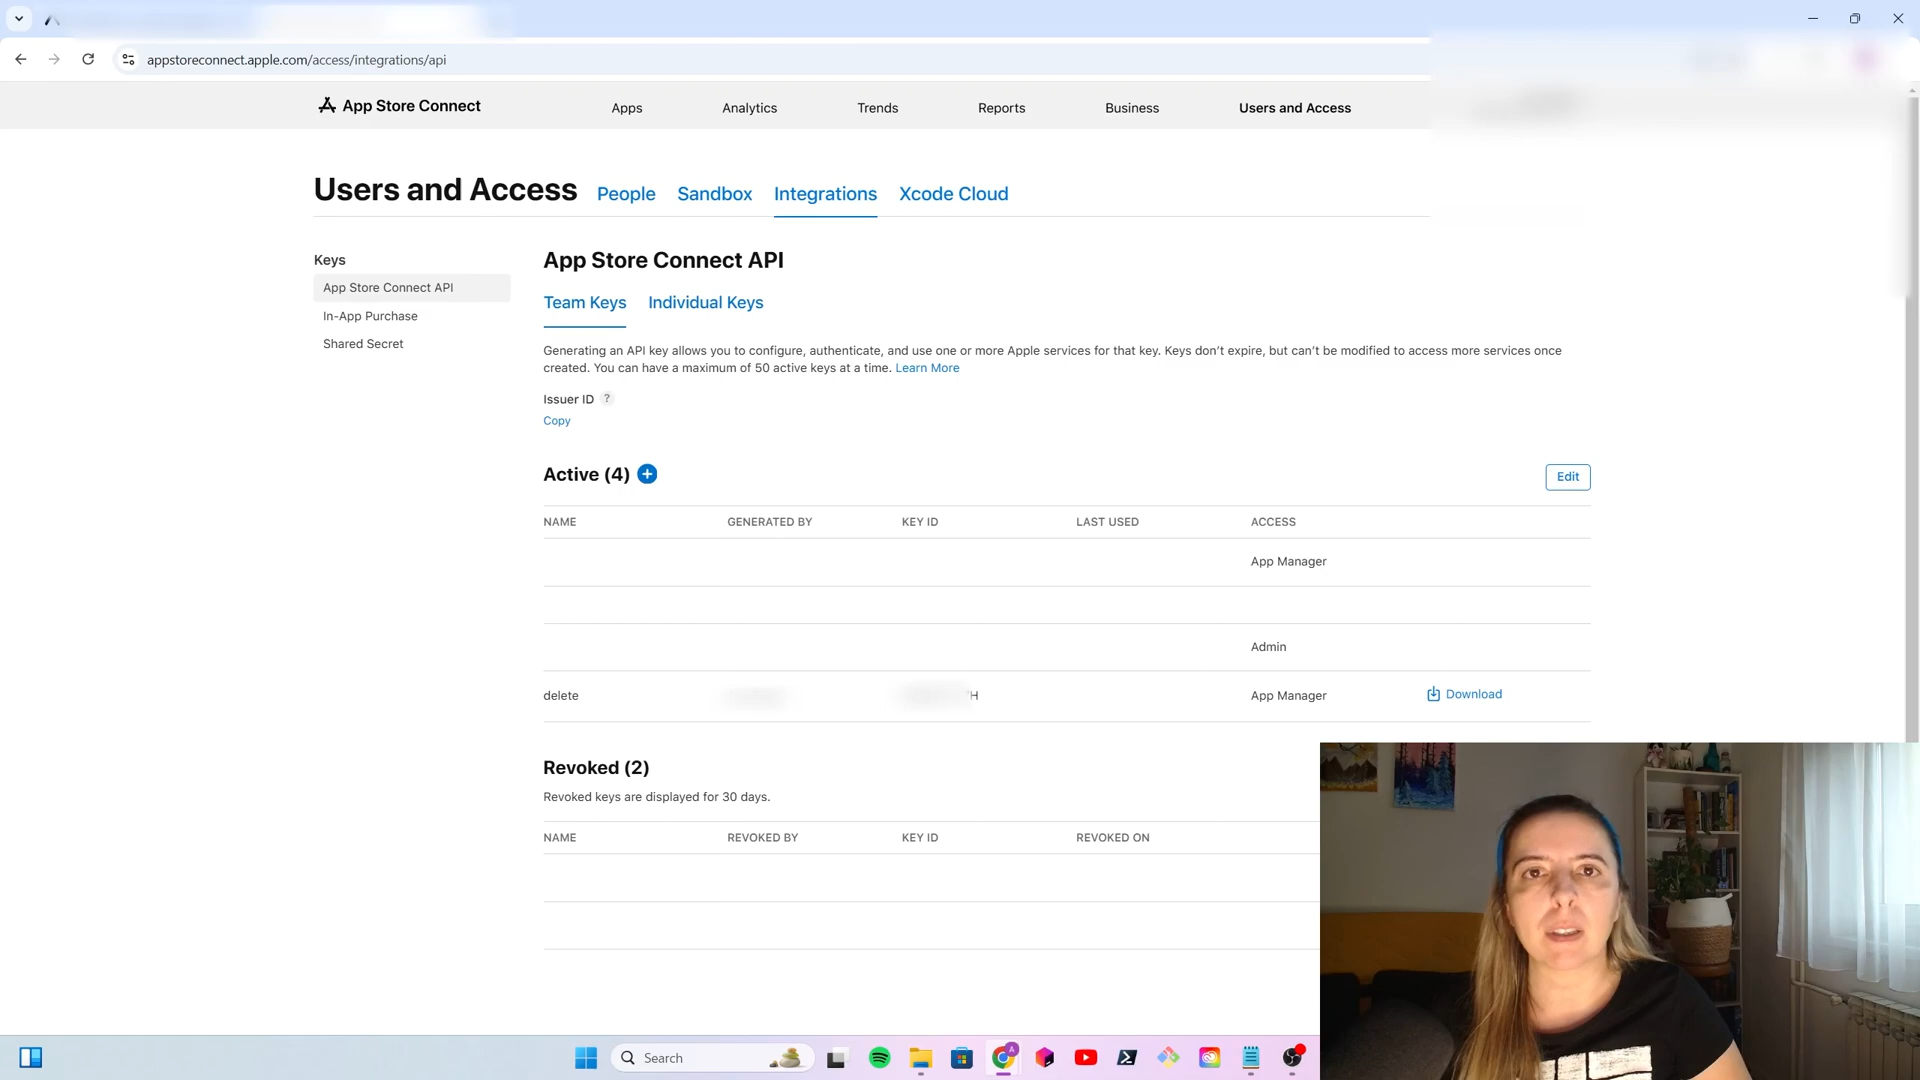 appstoreconnect.apple.com/access/integrations/api
App Store Connect
Apps
Analytics
Trends
Reports
Business
Users and Access
Users and Access
People
Sandbox
Integrations
Xcode Cloud
Keys
App Store Connect API
In-App Purchase
Shared Secret
App Store Connect API
Team Keys
Individual Keys
Generating an API key allows you to configure, authenticate, and use one or more Apple services for that key. Keys don't expire, but can't be modified to access more services once
created. You can have a maximum of 50 active keys at a time. Learn More
Issuer ID ?
Copy
Active (4)
Edit
NAME
GENERATED BY
KEY ID
LAST USED
ACCESS
App Manager
Admin
delete
H
App Manager
Download
Revoked (2)
Revoked keys are displayed for 30 days.
NAME
REVOKED BY
KEY ID
REVOKED ON
Search